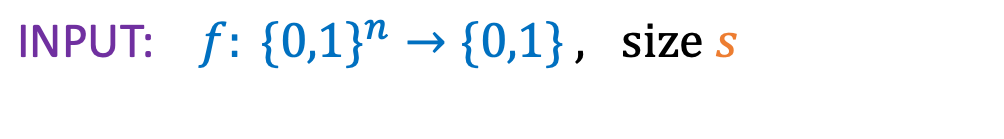 INPUT: 𝑓: {0,1}ⁿ → {0,1} , size 𝑠